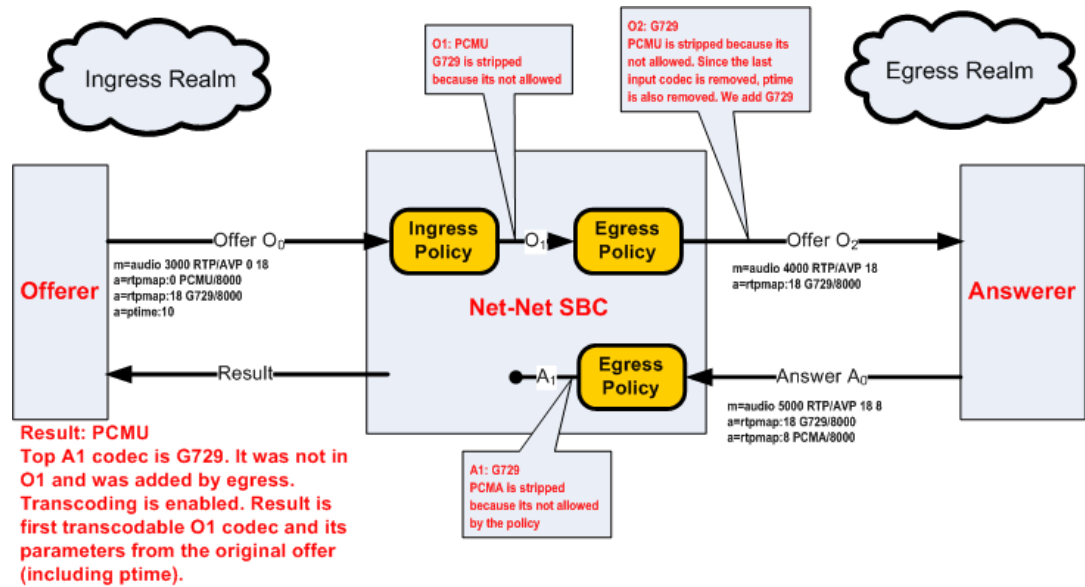 Ingress Realm
O1: PCMU
G729 is stripped
because its not allowed
O2: G729
PCMU is stripped because its
not allowed. Since the last
input codec is removed, ptime
is also removed. We add G729
Egress Realm
Offerer
Offer O0
m=audio 3000 RTP/AVP 0 18
a=rtpmap:0 PCMU/8000
a=rtpmap:18 G729/8000
a=ptime:10
Ingress
Policy
O1
Egress
Policy
Net-Net SBC
Offer O2
m=audio 4000 RTP/AVP 18
a=rtpmap:18 G729/8000
Answerer
Result
A1
Egress
Policy
Answer A0
m=audio 5000 RTP/AVP 18 8
a=rtpmap:18 G729/8000
a=rtpmap:8 PCMA/8000
Result: PCMU
Top A1 codec is G729. It was not in
O1 and was added by egress.
Transcoding is enabled. Result is
first transcodable O1 codec and its
parameters from the original offer
(including ptime).
A1: G729
PCMA is stripped
because its not allowed
by the policy